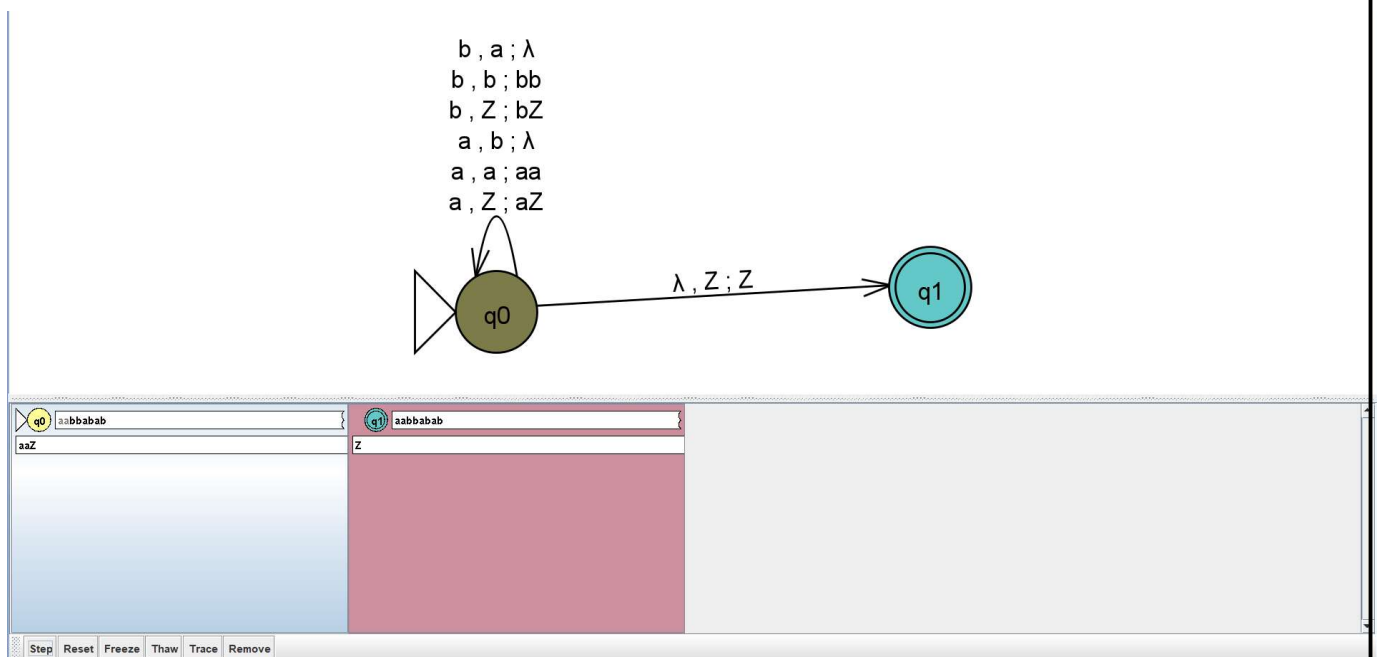 b , a ; λ
b , b ; bb
b , Z ; bZ
a , b ; λ
a , a ; aa
a , Z ; aZ
λ , Z ; Z
q0
q1
q0 aabbabab
q1 aabbabab
aaZ
Z
Step Reset Freeze Thaw Trace Remove